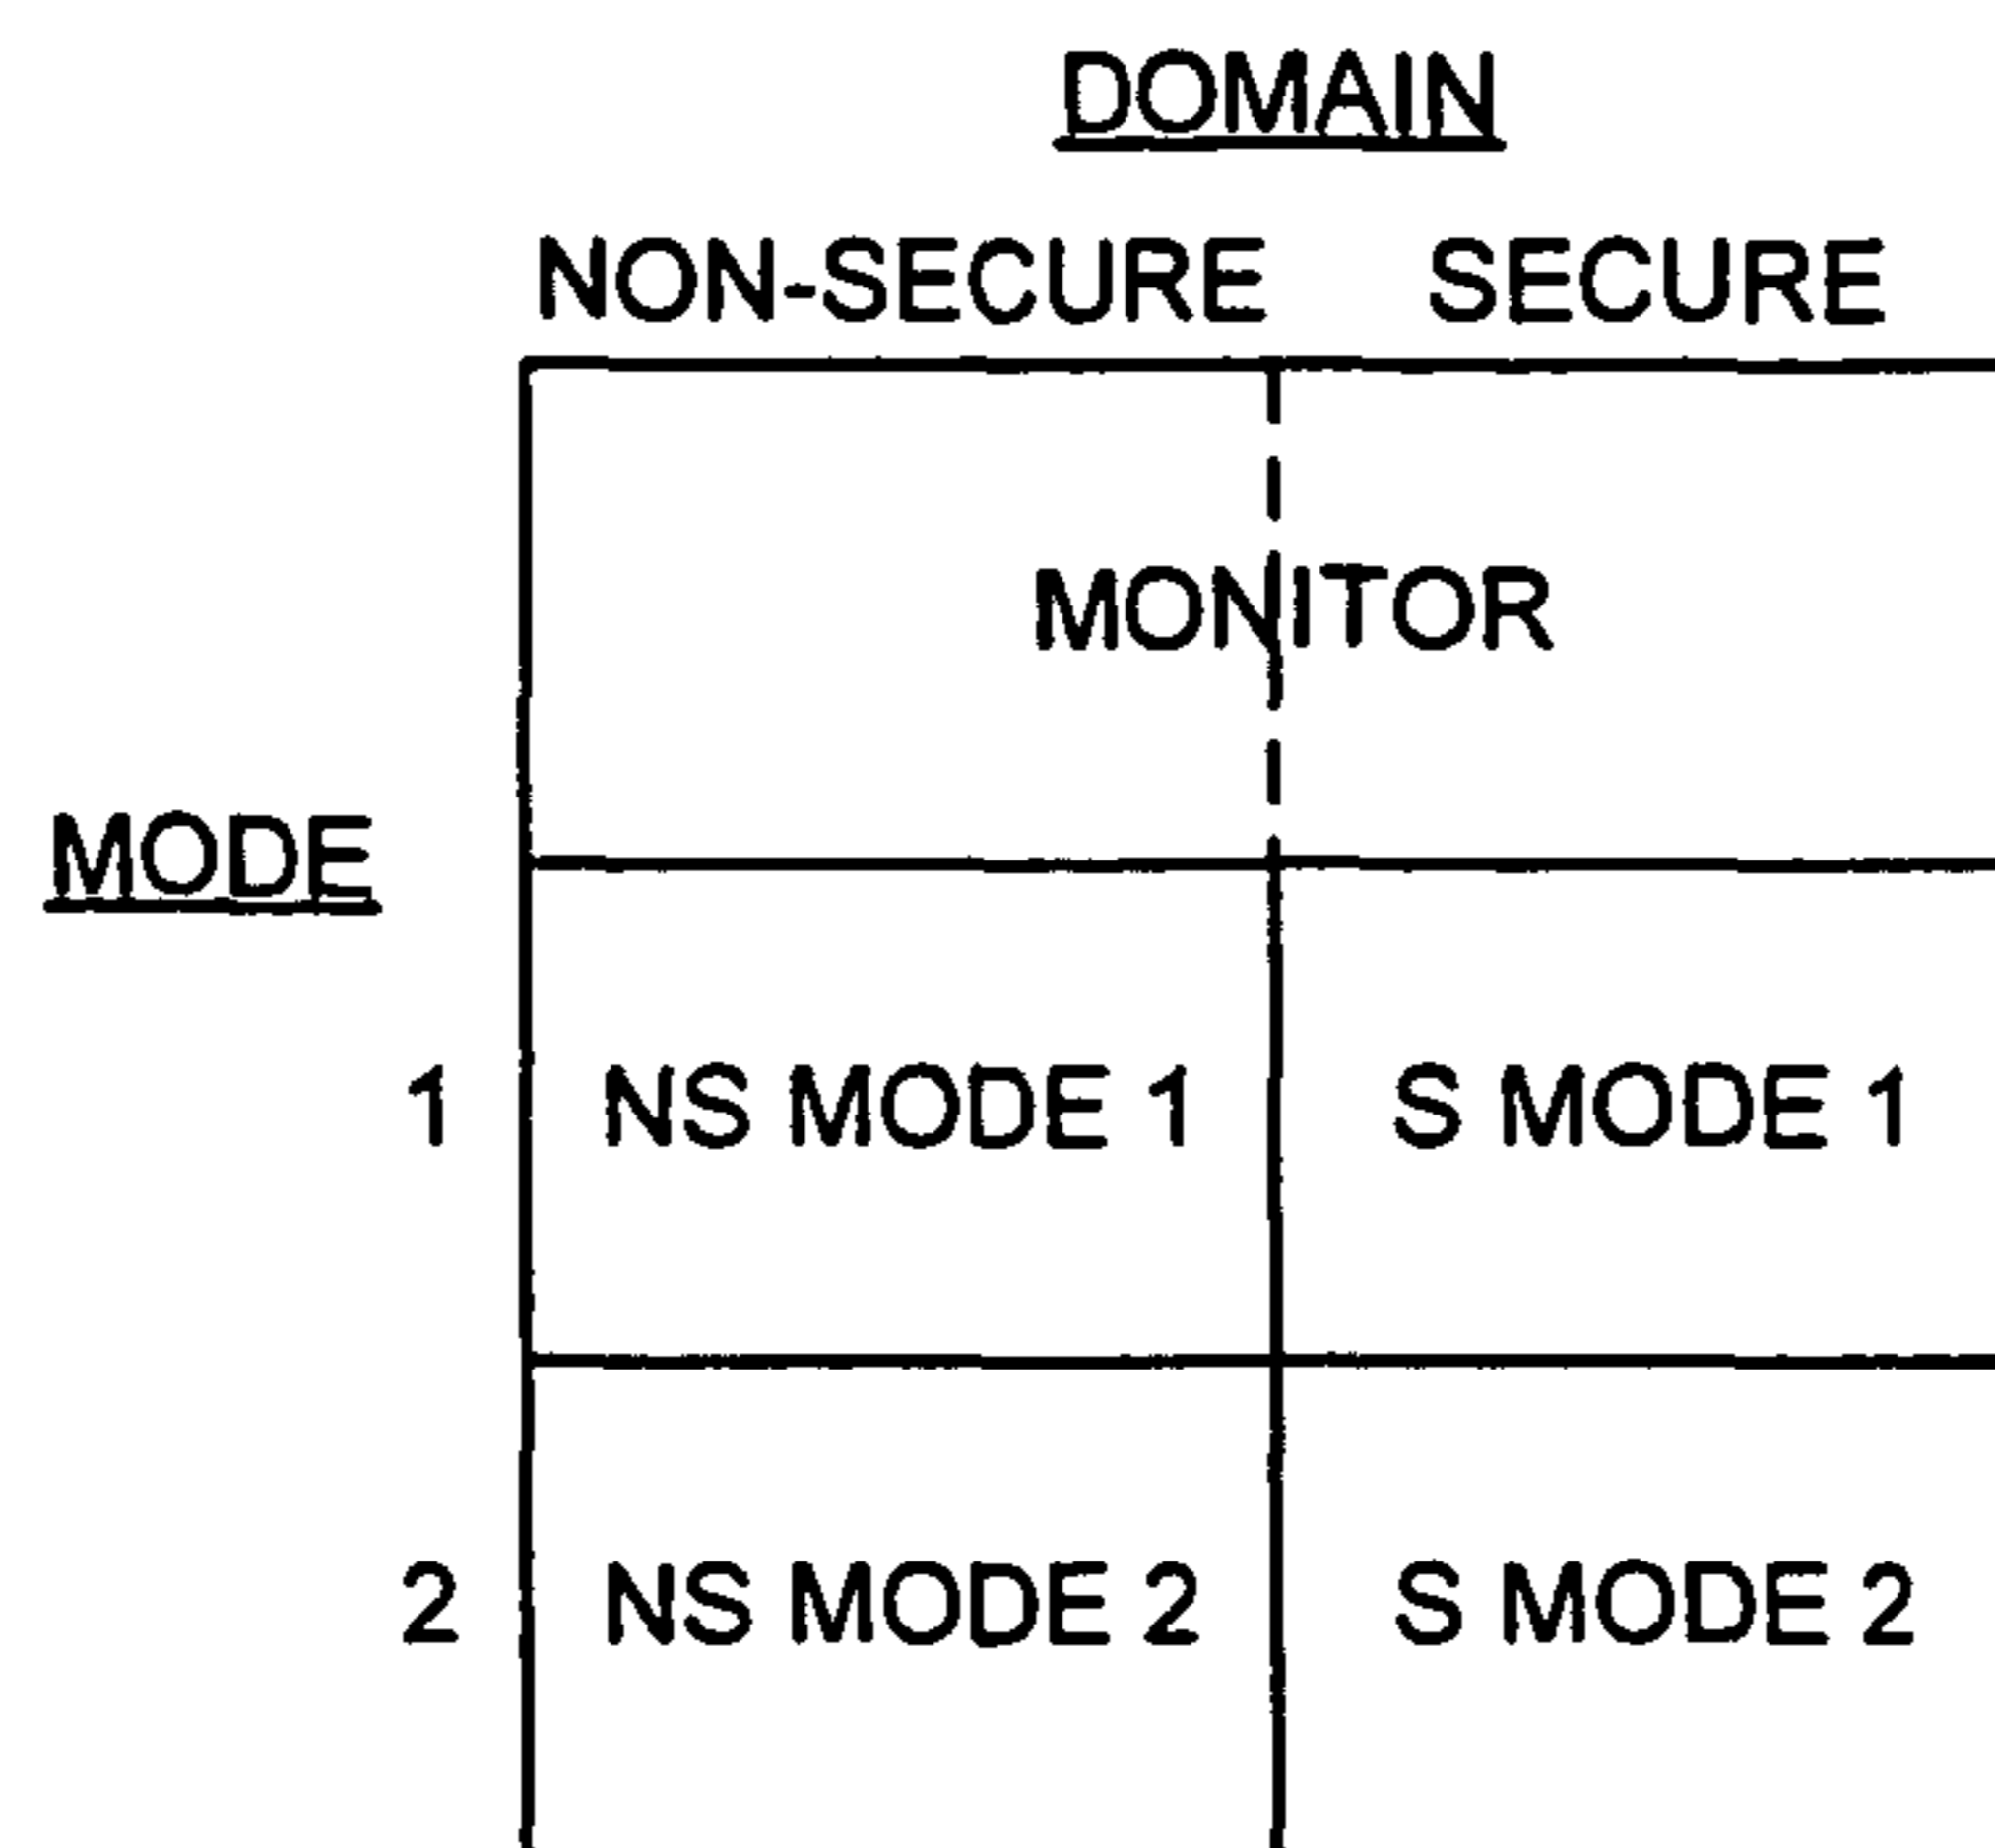 DOMAIN
NON-SECURE SECURE
MONITOR
MODE
1 NS MODE 1 S MODE 1
2 NS MODE 2 S MODE 2